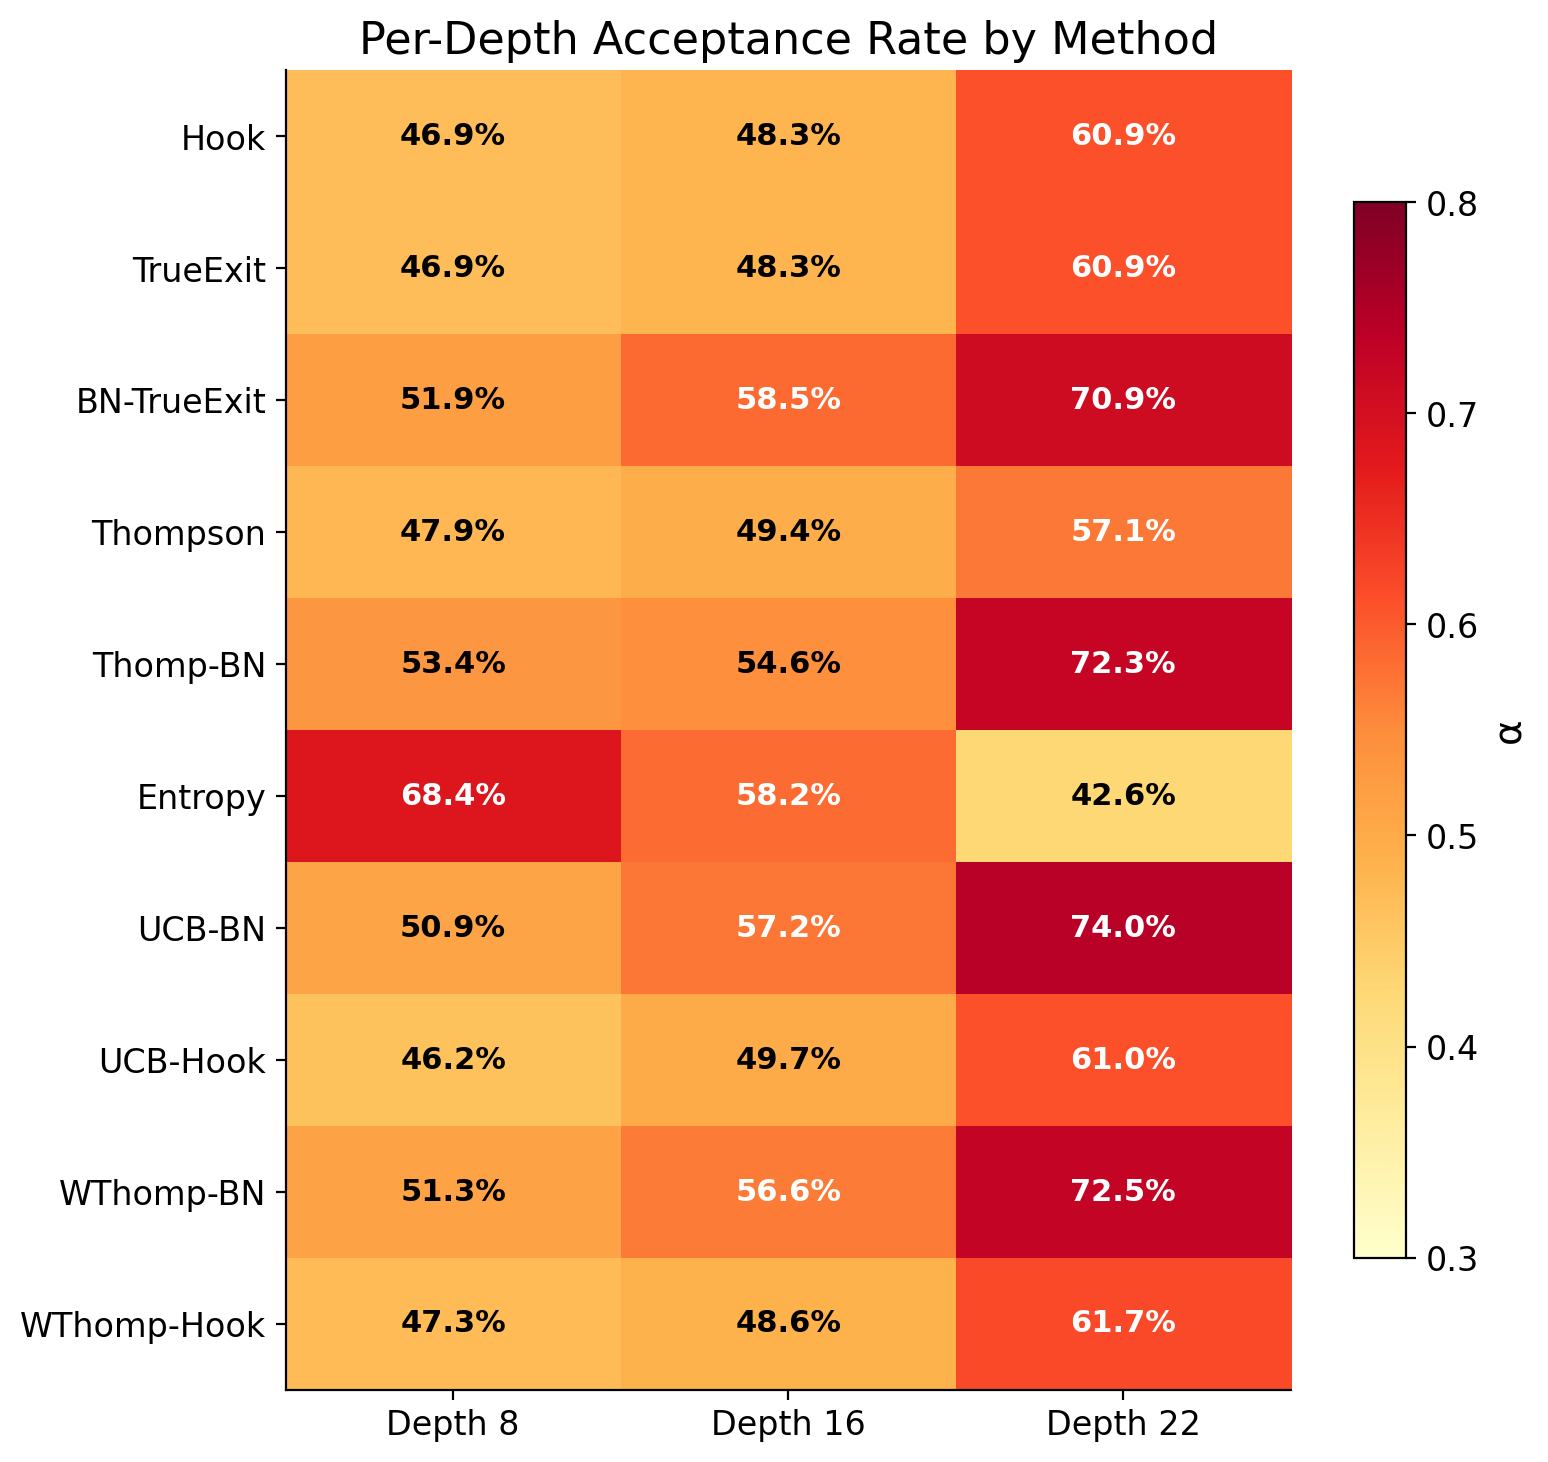 Per-Depth Acceptance Rate by Method
Hook 46.9% 48.3% 60.9%
TrueExit 46.9% 48.3% 60.9%
BN-TrueExit 51.9% 58.5% 70.9%
Thompson 47.9% 49.4% 57.1%
Thomp-BN 53.4% 54.6% 72.3%
Entropy 68.4% 58.2% 42.6%
UCB-BN 50.9% 57.2% 74.0%
UCB-Hook 46.2% 49.7% 61.0%
WThomp-BN 51.3% 56.6% 72.5%
WThomp-Hook 47.3% 48.6% 61.7%
Depth 8 Depth 16 Depth 22
0.8
0.7
0.6
0.5
0.4
0.3
α